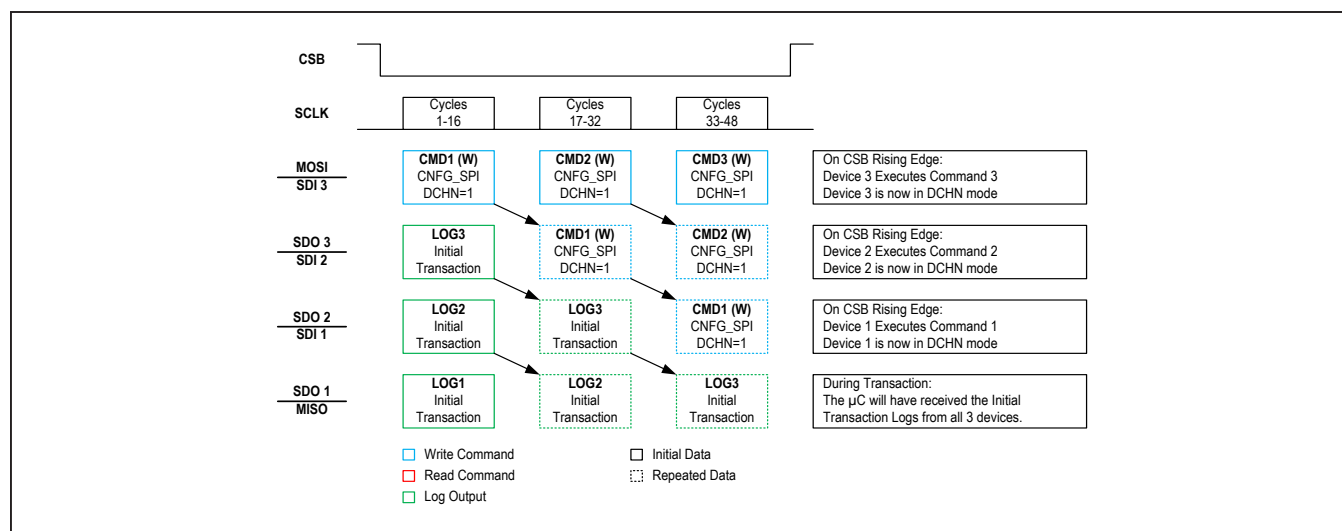 CSB
SCLK
Cycles
1-16
Cycles
17-32
Cycles
33-48
MOSI
SDI 3
CMD1 (W)
CNFG_SPI
DCHN=1
CMD2 (W)
CNFG_SPI
DCHN=1
CMD3 (W)
CNFG_SPI
DCHN=1
On CSB Rising Edge:
Device 3 Executes Command 3
Device 3 is now in DCHN mode
SDO 3
SDI 2
LOG3
Initial
Transaction
CMD1 (W)
CNFG_SPI
DCHN=1
CMD2 (W)
CNFG_SPI
DCHN=1
On CSB Rising Edge:
Device 2 Executes Command 2
Device 2 is now in DCHN mode
SDO 2
SDI 1
LOG2
Initial
Transaction
LOG3
Initial
Transaction
CMD1 (W)
CNFG_SPI
DCHN=1
On CSB Rising Edge:
Device 1 Executes Command 1
Device 1 is now in DCHN mode
SDO 1
MISO
LOG1
Initial
Transaction
LOG2
Initial
Transaction
LOG3
Initial
Transaction
During Transaction:
The µC will have received the Initial
Transaction Logs from all 3 devices.
Write Command
Initial Data
Read Command
Repeated Data
Log Output